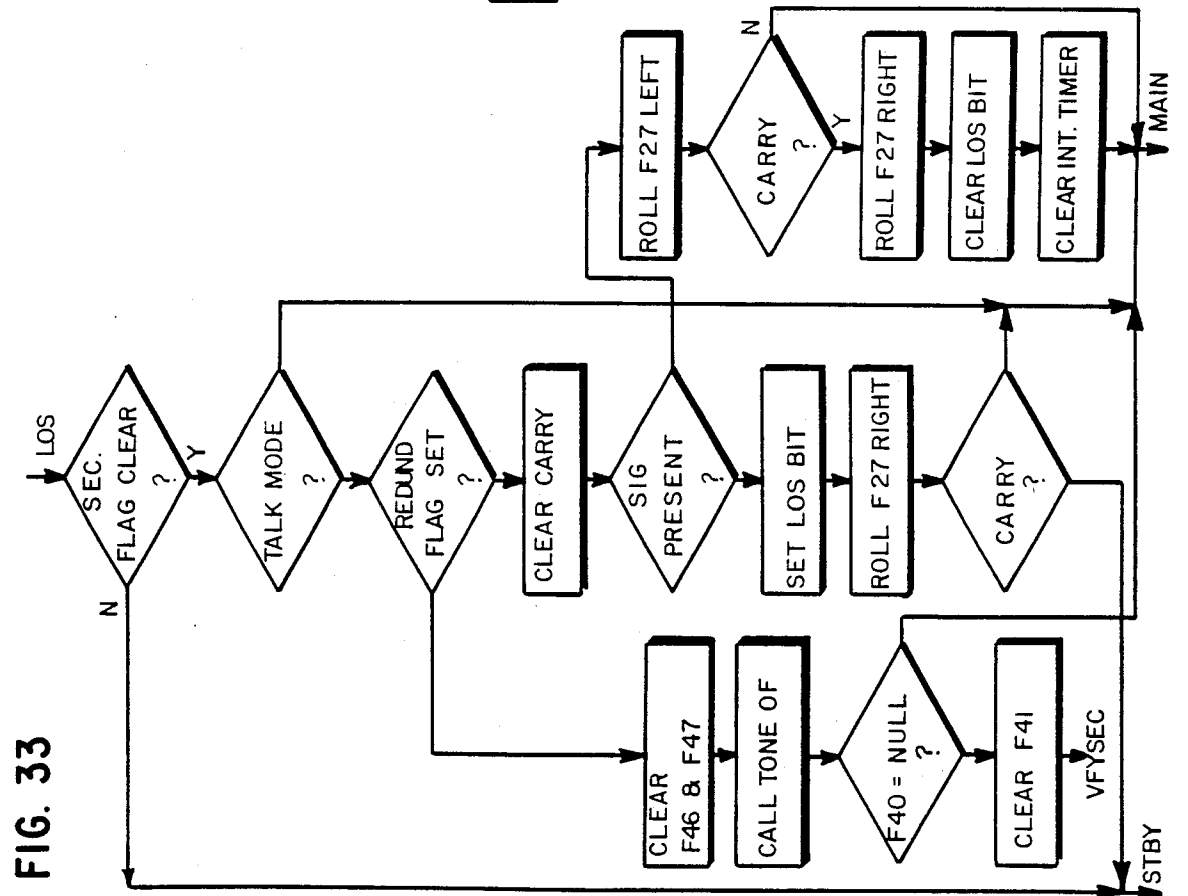 FIG. 33
LOS
SEC.
FLAG CLEAR
?
N
Y
TALK MODE
?
REDUND
FLAG SET
?
CLEAR CARRY
SIG
PRESENT
?
SET LOS BIT
ROLL F27 RIGHT
CARRY
?
CLEAR
F46 & F47
CALL TONE OF
F40 = NULL
?
CLEAR F41
VFYSEC
STBY
ROLL F27 LEFT
CARRY
?
N
Y
ROLL F27 RIGHT
CLEAR LOS BIT
CLEAR INT. TIMER
MAIN